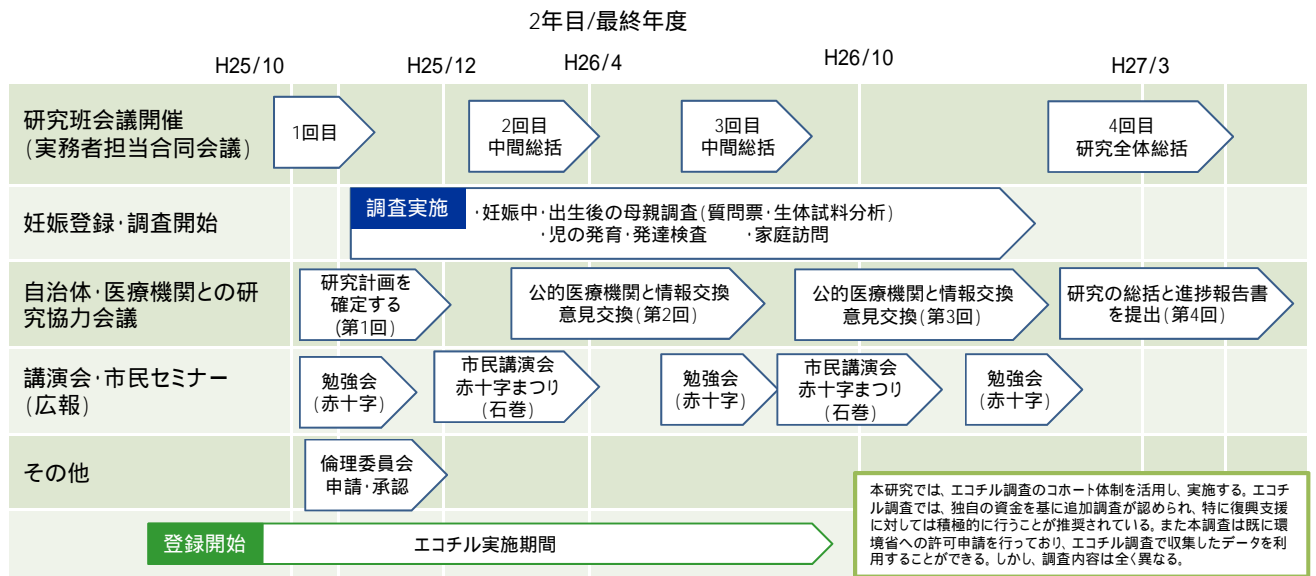 2年目/最終年度
H25/10
H25/12
H26/4
H26/10
H27/3
研究班会議開催
(実務者担当合同会議)
1回目
2回目
中間総括
3回目
中間総括
4回目
研究全体総括
妊娠登録・調査開始
調査実施
・妊娠中・出生後の母親調査(質問票・生体試料分析)
・児の発育・発達検査 ・家庭訪問
自治体・医療機関との研
究協力会議
研究計画を
確定する
(第1回)
公的医療機関と情報交換
意見交換(第2回)
公的医療機関と情報交換
意見交換(第3回)
研究の総括と進捗報告書
を提出(第4回)
講演会・市民セミナー
(広報)
勉強会
(赤十字)
市民講演会
赤十字まつり
(石巻)
勉強会
(赤十字)
市民講演会
赤十字まつり
(石巻)
勉強会
(赤十字)
その他
倫理委員会
申請・承認
登録開始
エコチル実施期間
本研究では、エコチル調査のコホート体制を活用し、実施する。エコチ
ル調査では、独自の資金を基に追加調査が認められ、特に復興支援
に対しては積極的に行うことが推奨されている。また本調査は既に環
境省への許可申請を行っており、エコチル調査で収集したデータを利
用することができる。しかし、調査内容は全く異なる。